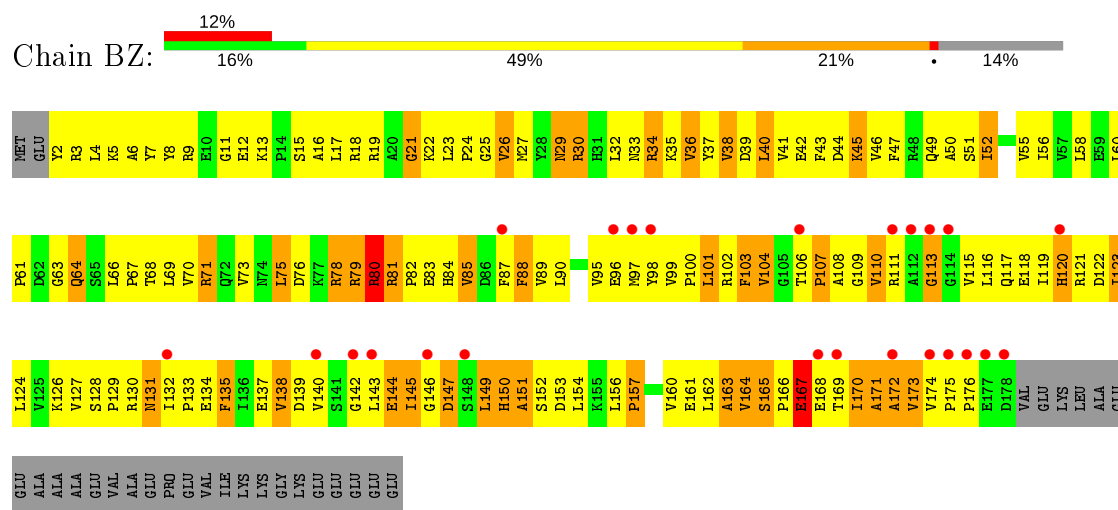 12%
Chain BZ:
16% 49% 21% • 14%
MET GLU Y2 R3 L4 K5 A6 Y7 Y8 R9 E10 G11 E12 K13 P14 S15 A16 L17 R18 R19 A20 G21 K22 L23 P24 G25 V26 M27 Y28 N29 R30 H31 L32 N33 R34 K35 V36 Y37 V38 D39 L40 V41 E42 F43 D44 K45 V46 F47 R48 Q49 A50 S51 I52 V55 I56 V57 L58 E59 L60
P61 D62 G63 Q64 S65 L66 P67 T68 L69 V70 R71 Q72 V73 N74 L75 D76 K77 R78 R79 R80 R81 P82 E83 H84 V85 D86 F87 F88 V89 L90 V95 E96 M97 Y98 V99 P100 L101 R102 F103 V104 G105 T106 P107 A108 G109 V110 R111 A112 G113 G114 V115 L116 Q117 E118 I119 H120 R121 D122 I123
L124 V125 K126 V127 S128 P129 R130 N131 I132 P133 E134 F135 I136 E137 V138 D139 V140 S141 G142 L143 E144 I145 G146 D147 S148 L149 H150 A151 S152 D153 L154 K155 L156 P157 V160 E161 L162 A163 V164 S165 P166 E167 E168 T169 I170 A171 A172 V173 V174 P175 P176 E177 D178 VAL GLU LYS LEU ALA GLU
GLU ALA ALA ALA GLU VAL ALA GLU PRO GLU VAL ILE LYS LYS GLY LYS GLU GLU GLU GLU GLU